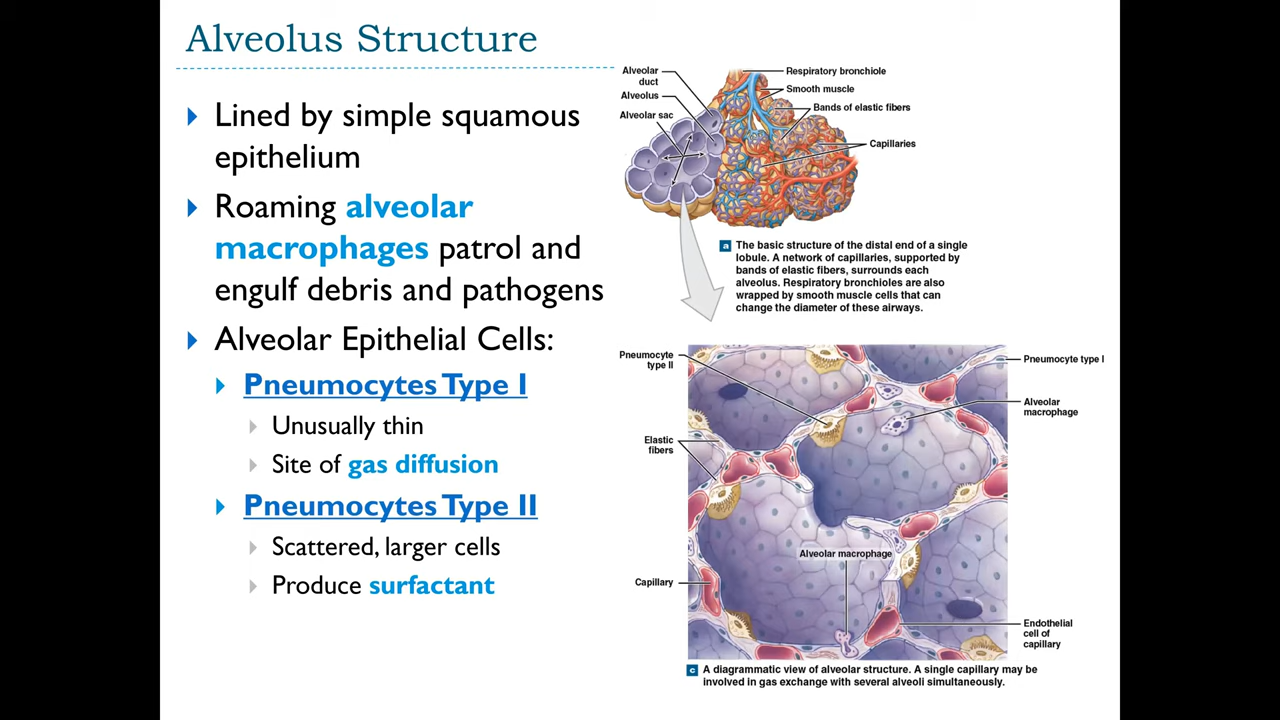 Alveolus Structure
Lined by simple squamous
epithelium
Roaming alveolar
macrophages patrol and
engulf debris and pathogens
Alveolar Epithelial Cells:
Pneumocytes Type I
Unusually thin
Site of gas diffusion
Pneumocytes Type II
Scattered, larger cells
Produce surfactant
Alveolar
duct
Alveolus
Alveolar sac
Respiratory bronchiole
Smooth muscle
Bands of elastic fibers
Capillaries
a The basic structure of the distal end of a single
lobule. A network of capillaries, supported by
bands of elastic fibers, surrounds each
alveolus. Respiratory bronchioles are also
wrapped by smooth muscle cells that can
change the diameter of these airways.
Pneumocyte
type II
Elastic
fibers
Capillary
Pneumocyte type I
Alveolar
macrophage
Alveolar macrophage
Endothelial
cell of
capillary
c A diagrammatic view of alveolar structure. A single capillary may be
involved in gas exchange with several alveoli simultaneously.